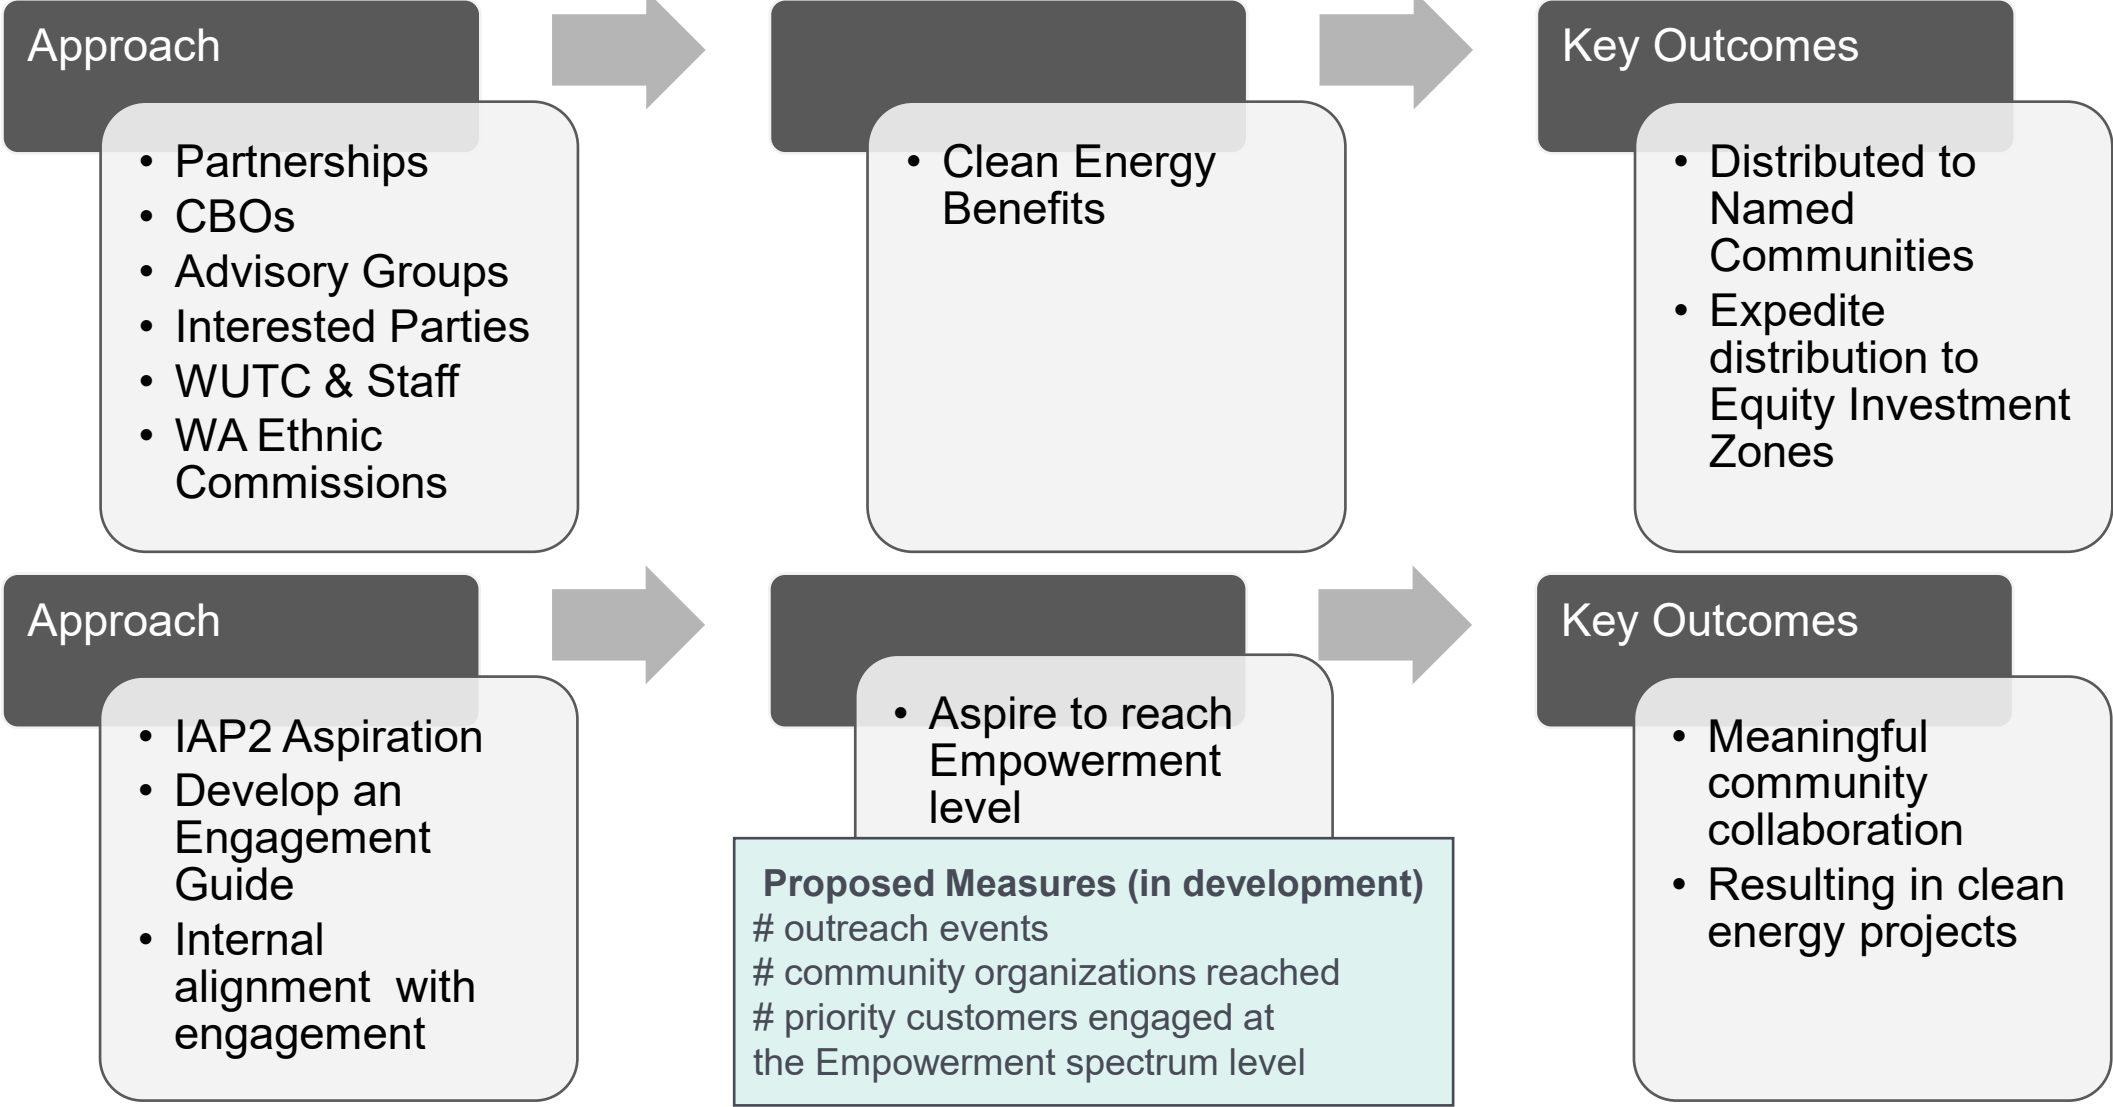 Approach
• Partnerships
• CBOs
• Advisory Groups
• Interested Parties
• WUTC & Staff
• WA Ethnic
Commissions
• Clean Energy
Benefits
Key Outcomes
• Distributed to
Named
Communities
• Expedite
distribution to
Equity Investment
Zones
Approach
• IAP2 Aspiration
• Develop an
Engagement
Guide
• Internal
alignment  with
engagement
• Aspire to reach
Empowerment
level
Proposed Measures (in development)
# outreach events
# community organizations reached
# priority customers engaged at
the Empowerment spectrum level
Key Outcomes
• Meaningful
community
collaboration
• Resulting in clean
energy projects